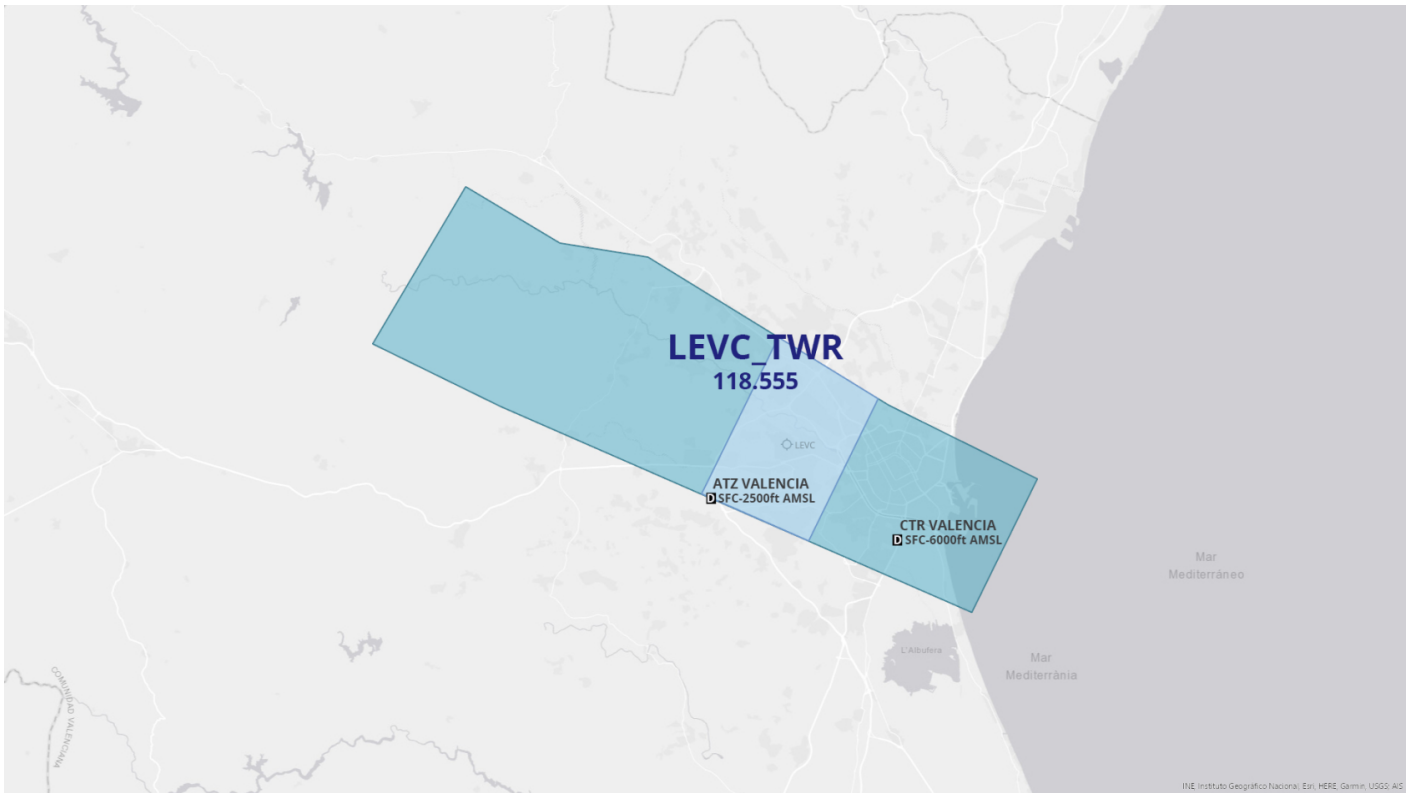 LEVC_TWR
118.555
LEVC
ATZ VALENCIA
D SFC-2500ft AMSL
CTR VALENCIA
D SFC-6000ft AMSL
Mar
Mediterráneo
L'Albufera
Mar
Mediterrània
COMUNIDAD VALENCIANA
INE, Instituto Geográfico Nacional, Esri, HERE, Garmin, USGS; AIS